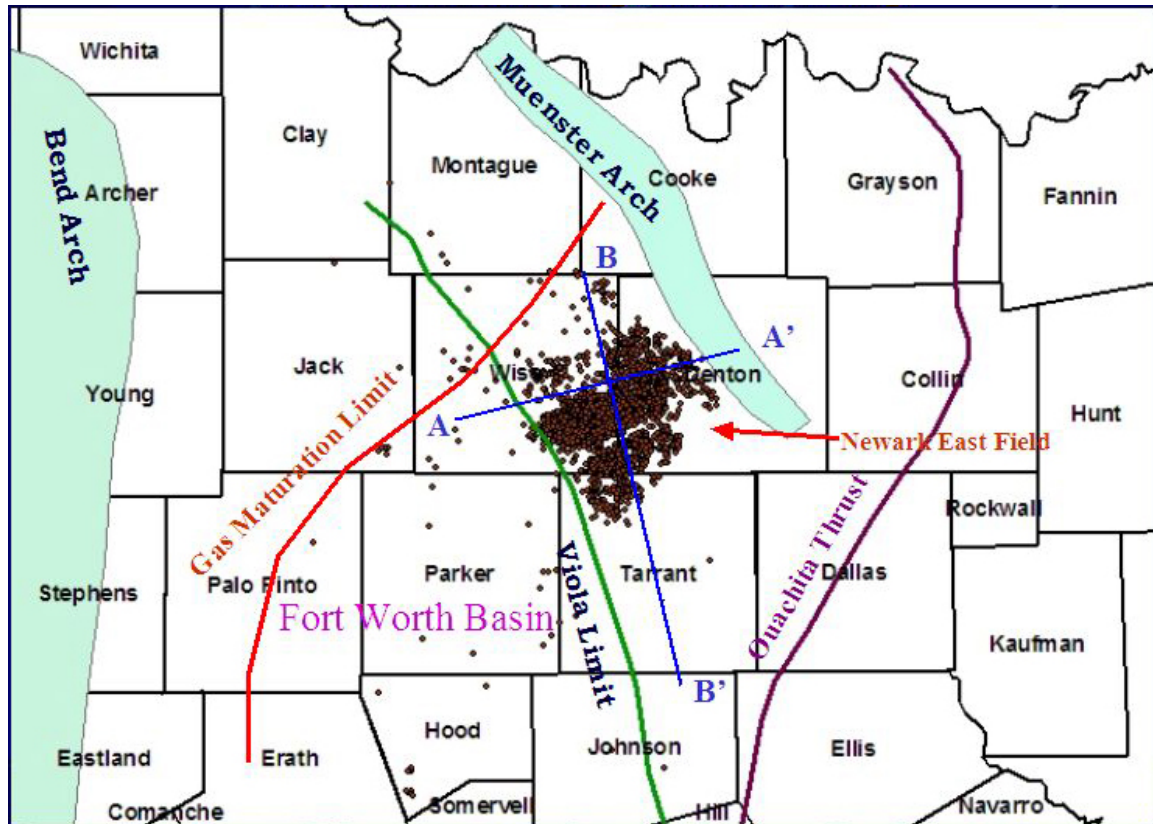 Wichita
Clay
Montague
Muenster Arch
Cooke
Grayson
Fannin
Bend Arch
Archer
B
Jack
Wise
Denton
A'
Collin
Young
Hunt
A
Gas Maturation Limit
Newark East Field
Rockwall
Stephens
Palo Pinto
Parker
Viola Limit
Tarrant
Ouachita Thrust
Dallas
Fort Worth Basin
Kaufman
B'
Hood
Johnson
Ellis
Eastland
Erath
Comanche
Somervell
Hill
Navarro